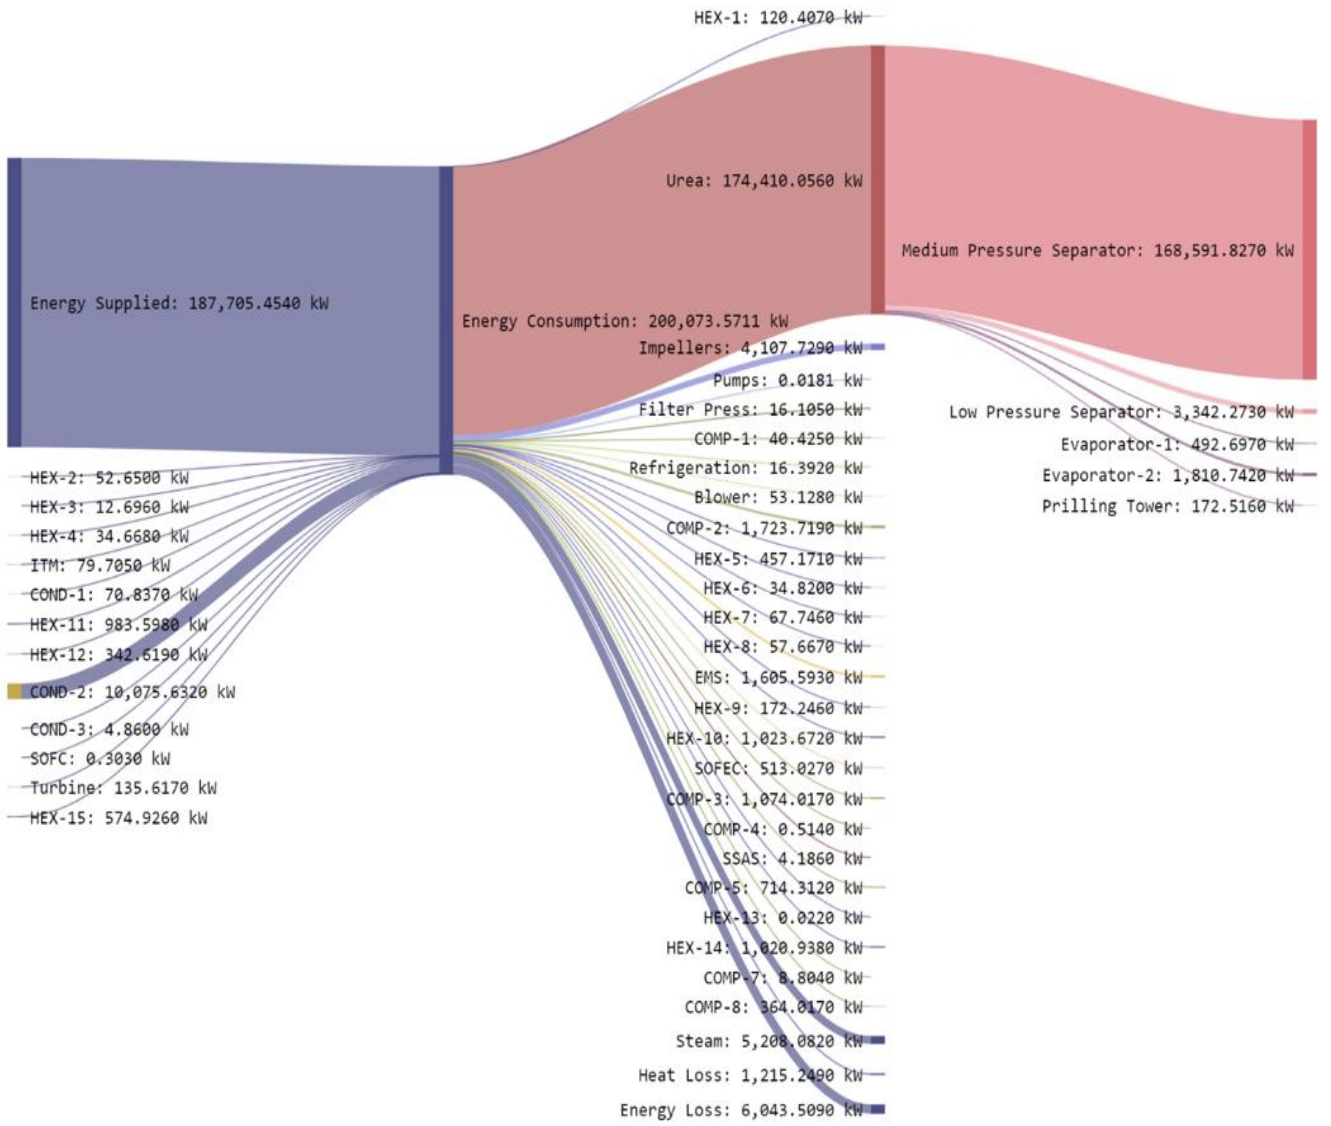 HEX-1: 120.4070 kW
Urea: 174,410.0560 kW
Medium Pressure Separator: 168,591.8270 kW
Energy Supplied: 187,705.4540 kW
Energy Consumption: 200,073.5711 kW
Impellers: 4,107.7290 kW
Pumps: 0.0181 kW
Filter Press: 16.1050 kW
Low Pressure Separator: 3,342.2730 kW
COMP-1: 40.4250 kW
Evaporator-1: 492.6970 kW
Refrigeration: 16.3920 kW
Evaporator-2: 1,810.7420 kW
HEX-2: 52.6500 kW
Blower: 53.1280 kW
Prilling Tower: 172.5160 kW
HEX-3: 12.6960 kW
COMP-2: 1,723.7190 kW
HEX-4: 34.6680 kW
HEX-5: 457.1710 kW
ITM: 79.7050 kW
HEX-6: 34.8200 kW
COND-1: 70.8370 kW
HEX-7: 67.7460 kW
HEX-11: 983.5980 kW
HEX-8: 57.6670 kW
HEX-12: 342.6190 kW
EMS: 1,605.5930 kW
COND-2: 10,075.6320 kW
HEX-9: 172.2460 kW
COND-3: 4.8600 kW
HEX-10: 1,023.6720 kW
SOFC: 0.3030 kW
SOFEC: 513.0270 kW
Turbine: 135.6170 kW
COMP-3: 1,074.0170 kW
HEX-15: 574.9260 kW
COMP-4: 0.5140 kW
SSAS: 4.1860 kW
COMP-5: 714.3120 kW
HEX-13: 0.0220 kW
HEX-14: 1,020.9380 kW
COMP-7: 8.8040 kW
COMP-8: 364.0170 kW
Steam: 5,208.0820 kW
Heat Loss: 1,215.2490 kW
Energy Loss: 6,043.5090 kW